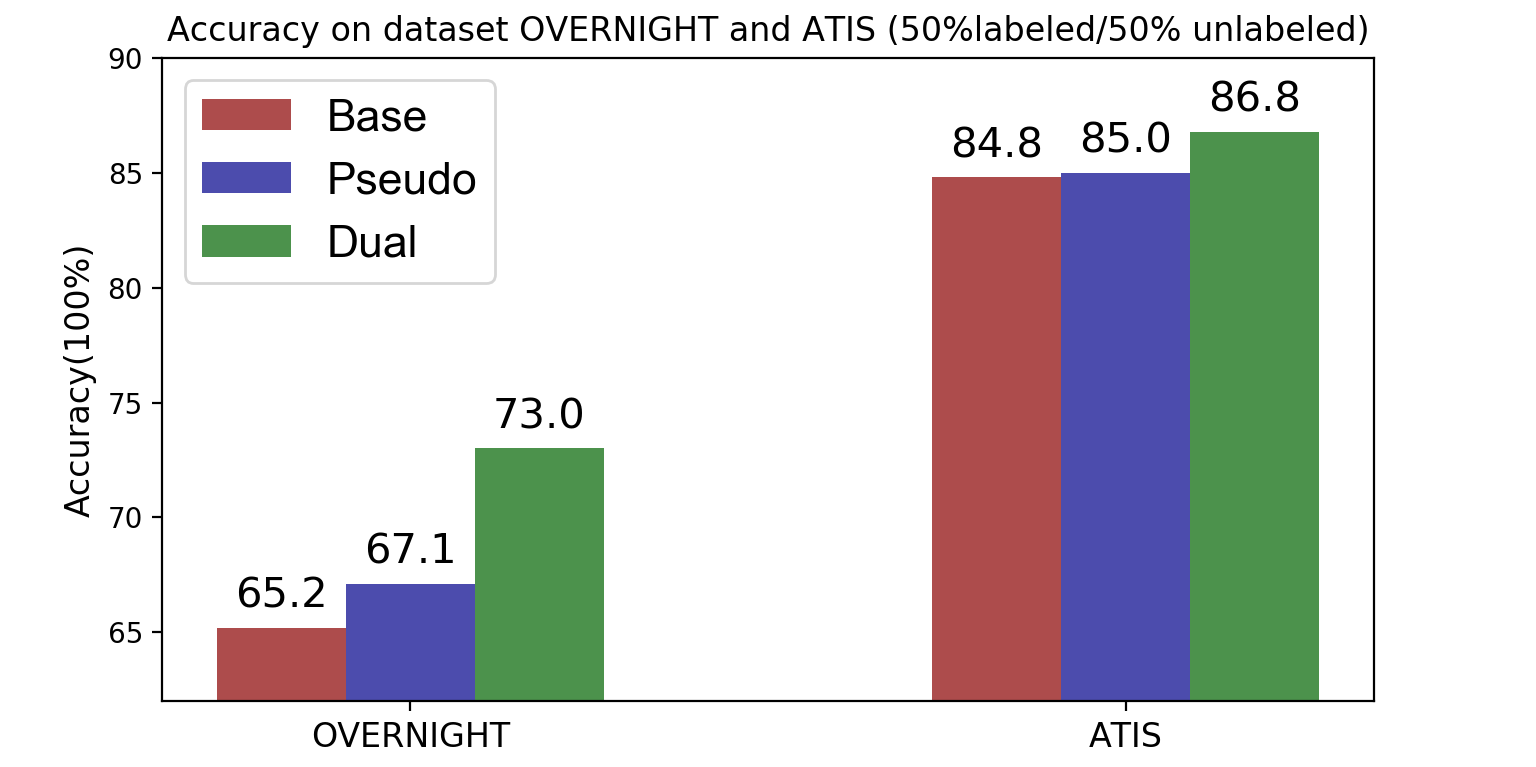 Accuracy on dataset OVERNIGHT and ATIS (50%labeled/50% unlabeled)
Accuracy(100%)
90
85
80
75
70
65
Base
Pseudo
Dual
65.2
67.1
73.0
84.8
85.0
86.8
OVERNIGHT
ATIS